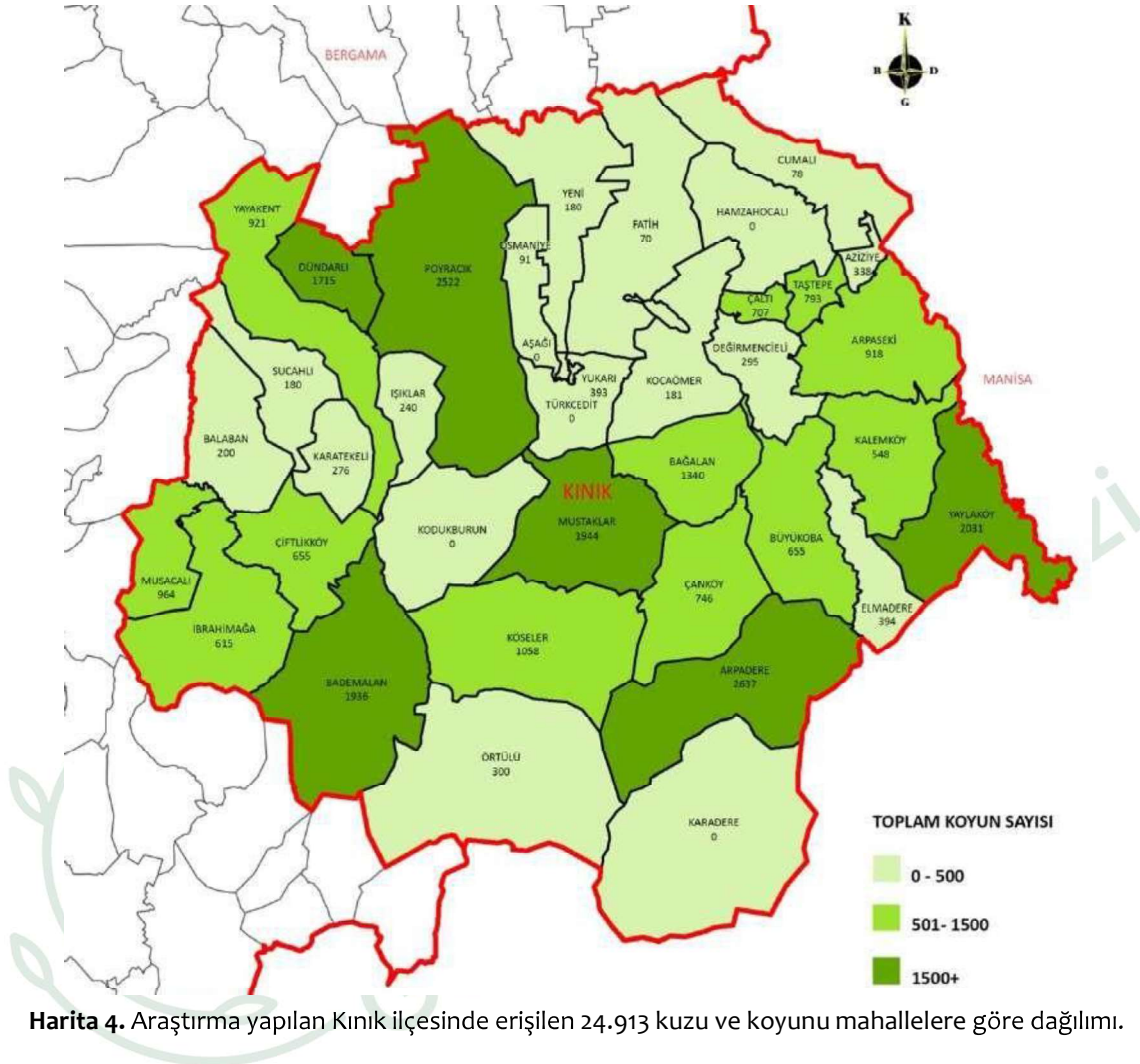 BERGAMA
K
B D
G
CUMALI
70
YENİ
180
HAMZAHOCALI
0
YAYAKENT
921
FATİH
70
OSMANİYE
91
AZİZİYE
338
DÜNDARLI
1715
POYRACIK
2522
TAŞTEPE
793
ÇALTI
707
ARPASEKİ
918
AŞAĞI
0
DEĞİRMENCİELİ
295
SUCAHLI
180
YUKARI
393
KOCAÖMER
181
MANİSA
IŞIKLAR
240
TÜRKCEDİT
0
BALABAN
200
KARATEKELİ
276
KALEMKÖY
548
BAĞALAN
1340
KINIK
MUSTAKLAR
1944
YAYLAKÖY
2031
KODUKBURUN
0
ÇİFTLİKKÖY
655
BÜYÜKOBA
655
MUSACALI
964
ÇANKÖY
746
ELMADERE
394
İBRAHİMAĞA
615
KÖSELER
1058
ARPADERE
2637
BADEMALAN
1936
ÖRTÜLÜ
300
KARADERE
0
TOPLAM KOYUN SAYISI
0 - 500
501- 1500
1500+
zi
Harita 4. Araştırma yapılan Kınık ilçesinde erişilen 24.913 kuzu ve koyunu mahallelere göre dağılımı.